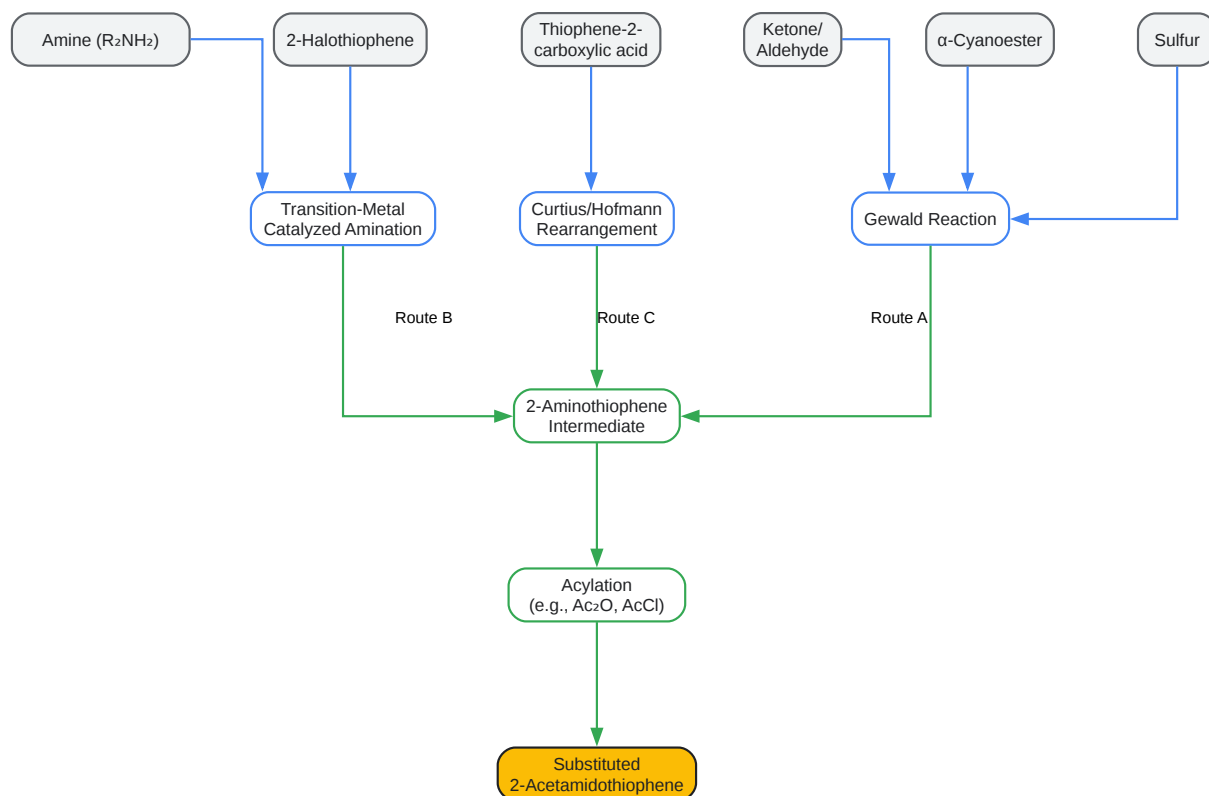 Amine (R₂NH₂)
2-Halothiophene
Thiophene-2-
carboxylic acid
Ketone/
Aldehyde
α-Cyanoester
Sulfur
Transition-Metal
Catalyzed Amination
Curtius/Hofmann
Rearrangement
Gewald Reaction
Route B
Route C
Route A
2-Aminothiophene
Intermediate
Acylation
(e.g., Ac₂O, AcCl)
Substituted
2-Acetamidothiophene